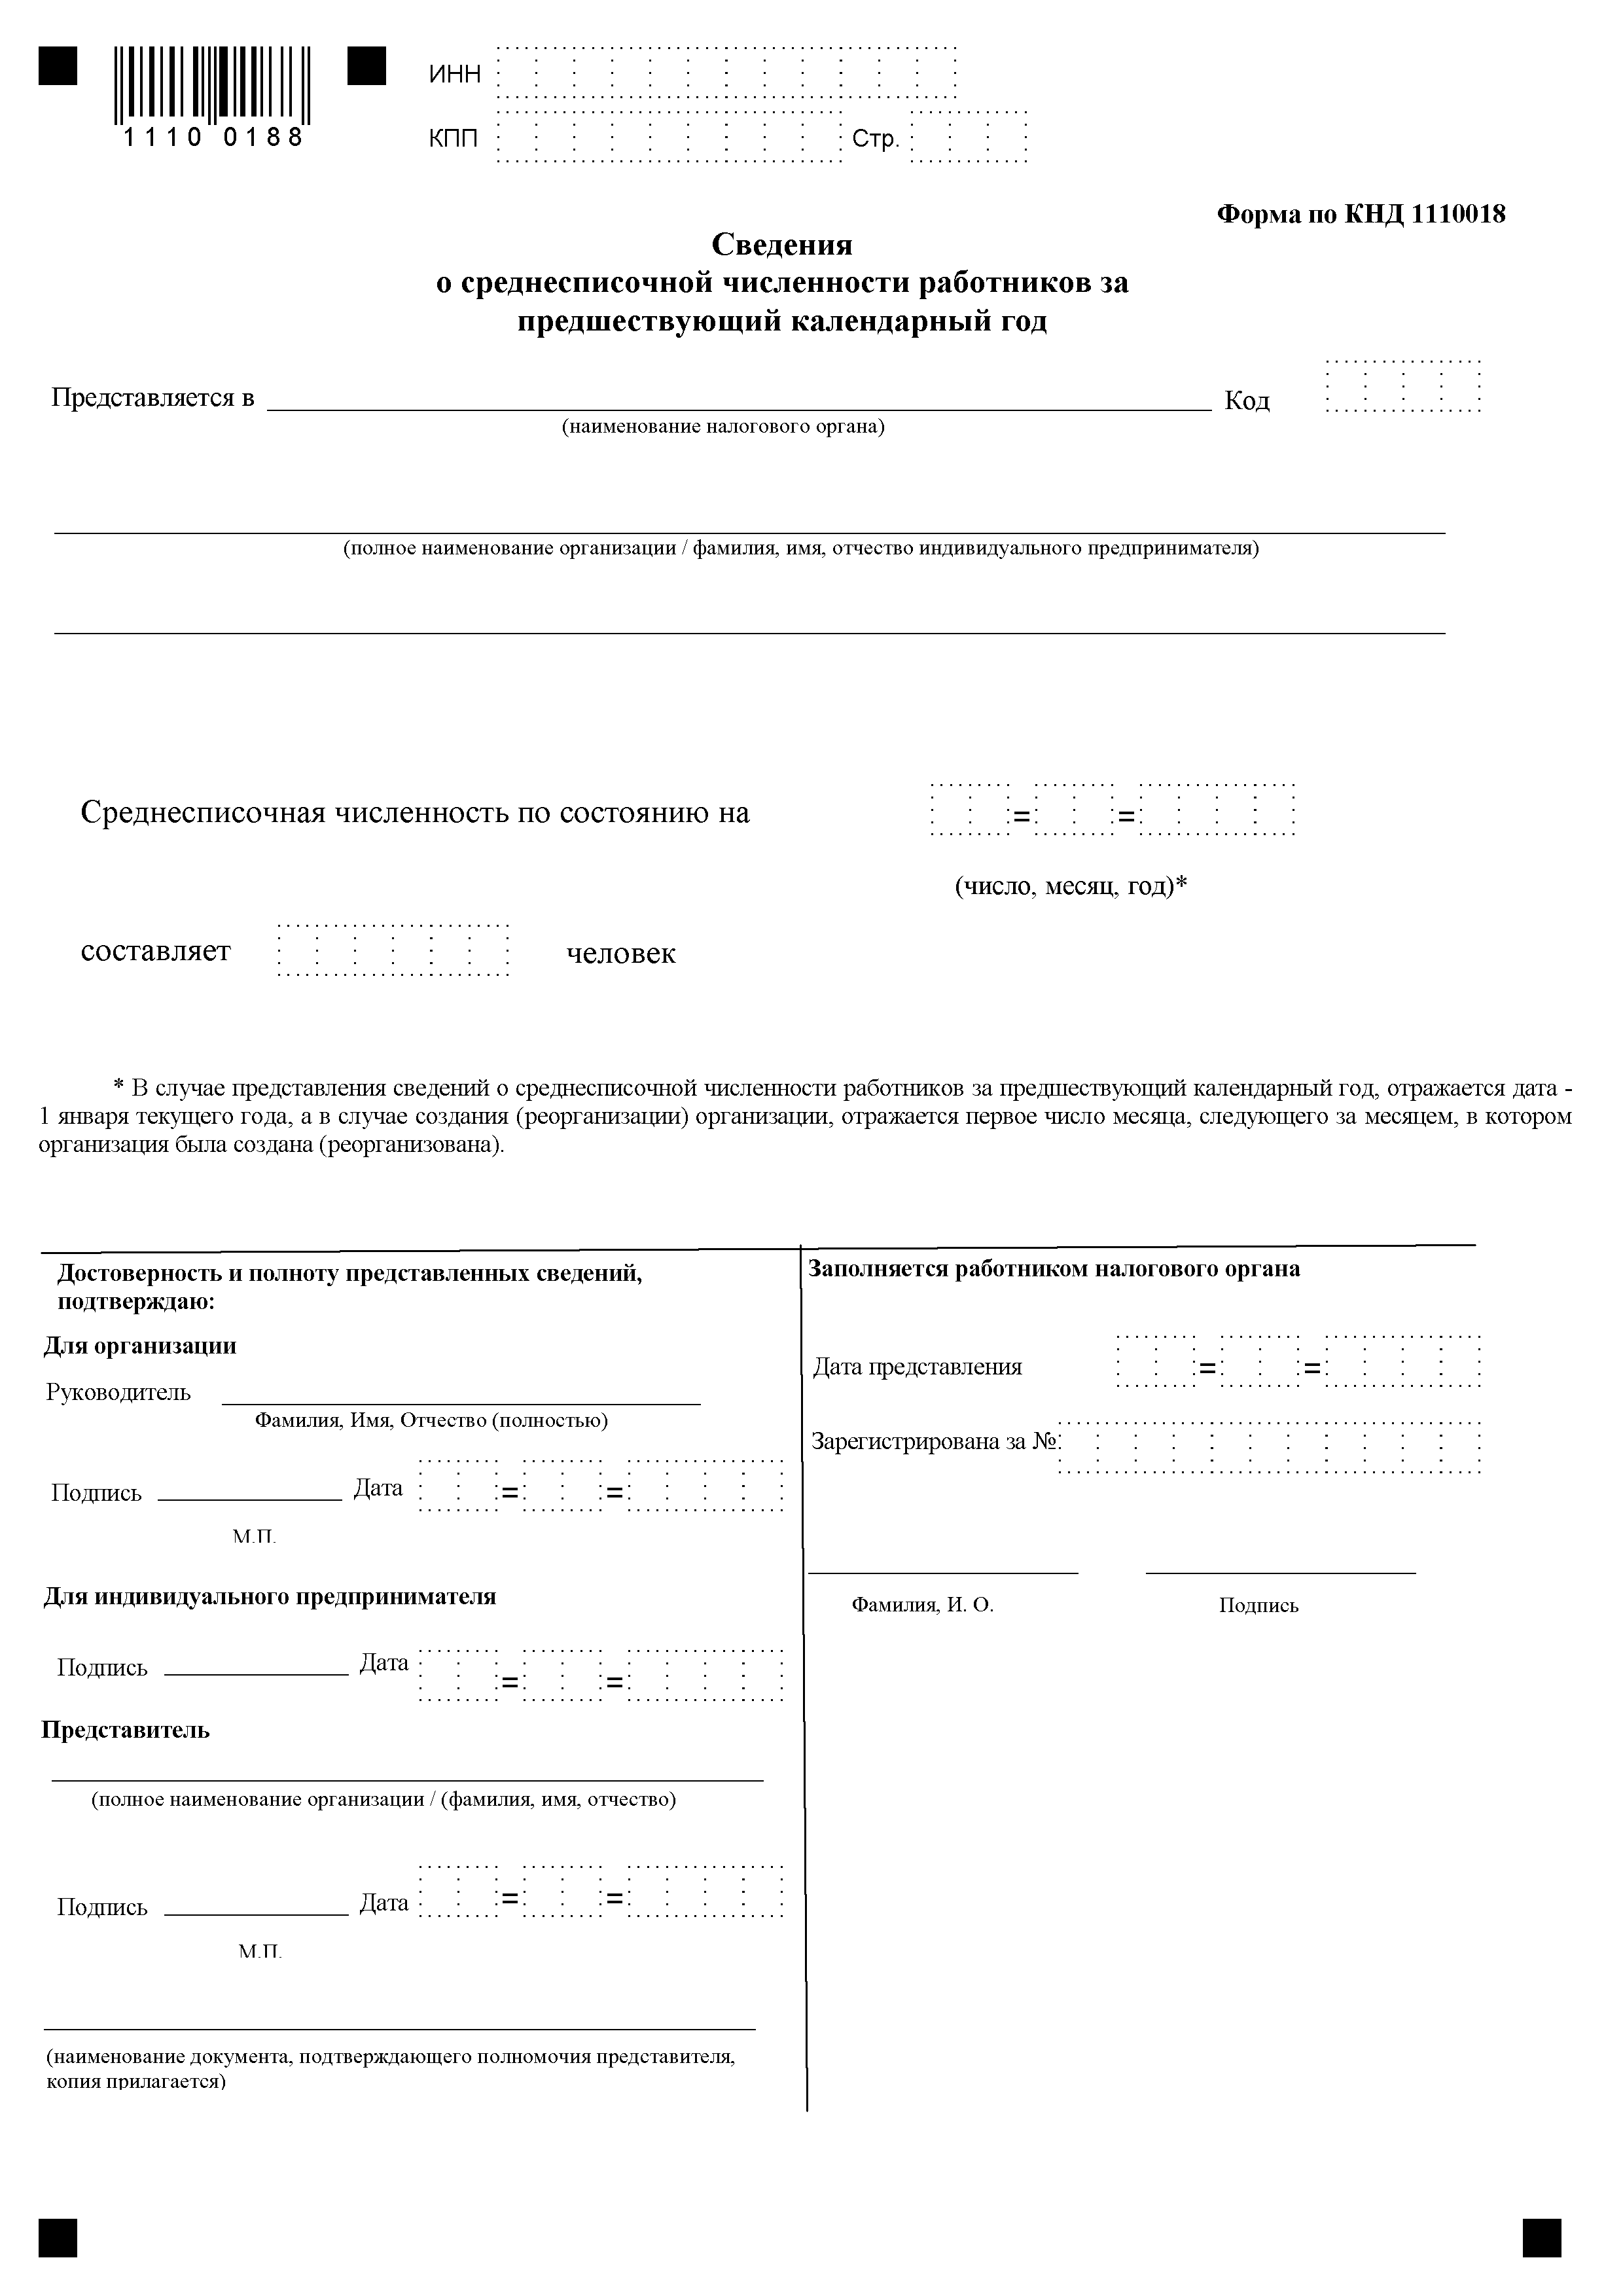 ИНН
1110 0188
КПП Стр.
Форма по КНД 1110018
Сведения
о среднесписочной численности работников за
предшествующий календарный год
Представляется в Код
(наименование налогового органа)
(полное наименование организации / фамилия, имя, отчество индивидуального предпринимателя)
Среднесписочная численность по состоянию на = =
(число, месяц, год)*
составляет человек
* В случае представления сведений о среднесписочной численности работников за предшествующий календарный год, отражается дата -
1 января текущего года, а в случае создания (реорганизации) организации, отражается первое число месяца, следующего за месяцем, в котором
организация была создана (реорганизована).
Достоверность и полноту представленных сведений,
подтверждаю:
Для организации
Руководитель
Фамилия, Имя, Отчество (полностью)
Подпись Дата = =
М.П.
Для индивидуального предпринимателя
Подпись Дата = =
Представитель
(полное наименование организации / (фамилия, имя, отчество)
Подпись Дата = =
М.П.
(наименование документа, подтверждающего полномочия представителя,
копия прилагается)
Заполняется работником налогового органа
Дата представления = =
Зарегистрирована за №
Фамилия, И. О. Подпись